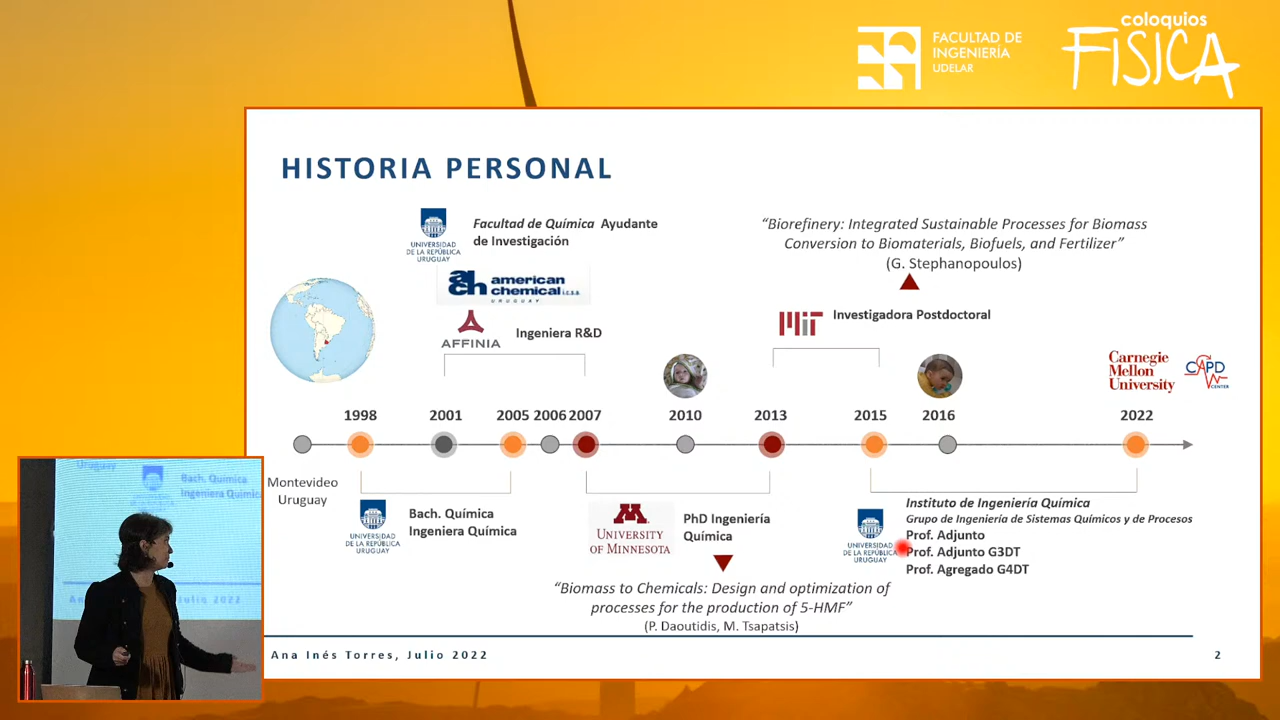 FACULTAD DE
INGENIERÍA
UDELAR
coloquios
FISICA
HISTORIA PERSONAL
UNIVERSIDAD
DE LA REPÚBLICA
URUGUAY
Facultad de Química Ayudante
de Investigación
american
chemical i.c.s.a.
URUGUAY
AFFINIA
Ingeniera R&D
"Biorefinery: Integrated Sustainable Processes for Biomass
Conversion to Biomaterials, Biofuels, and Fertilizer"
(G. Stephanopoulos)
MIT
Investigadora Postdoctoral
Carnegie
Mellon
University
CAPD
CENTER
1998 2001 2005 2006 2007 2010 2013 2015 2016 2022
Montevideo
Uruguay
UNIVERSIDAD
DE LA REPÚBLICA
URUGUAY
Bach. Química
Ingeniera Química
UNIVERSITY
OF MINNESOTA
PhD Ingeniería
Química
"Biomass to Chemicals: Design and optimization of
processes for the production of 5-HMF"
(P. Daoutidis, M. Tsapatsis)
UNIVERSIDAD
DE LA REPÚBLICA
URUGUAY
Instituto de Ingeniería Química
Grupo de Ingeniería de Sistemas Químicos y de Procesos
Prof. Adjunto
Prof. Adjunto G3DT
Prof. Agregado G4DT
Ana Inés Torres, Julio 2022
2
Uruguay
Bach. Química
Ingeniera Químic